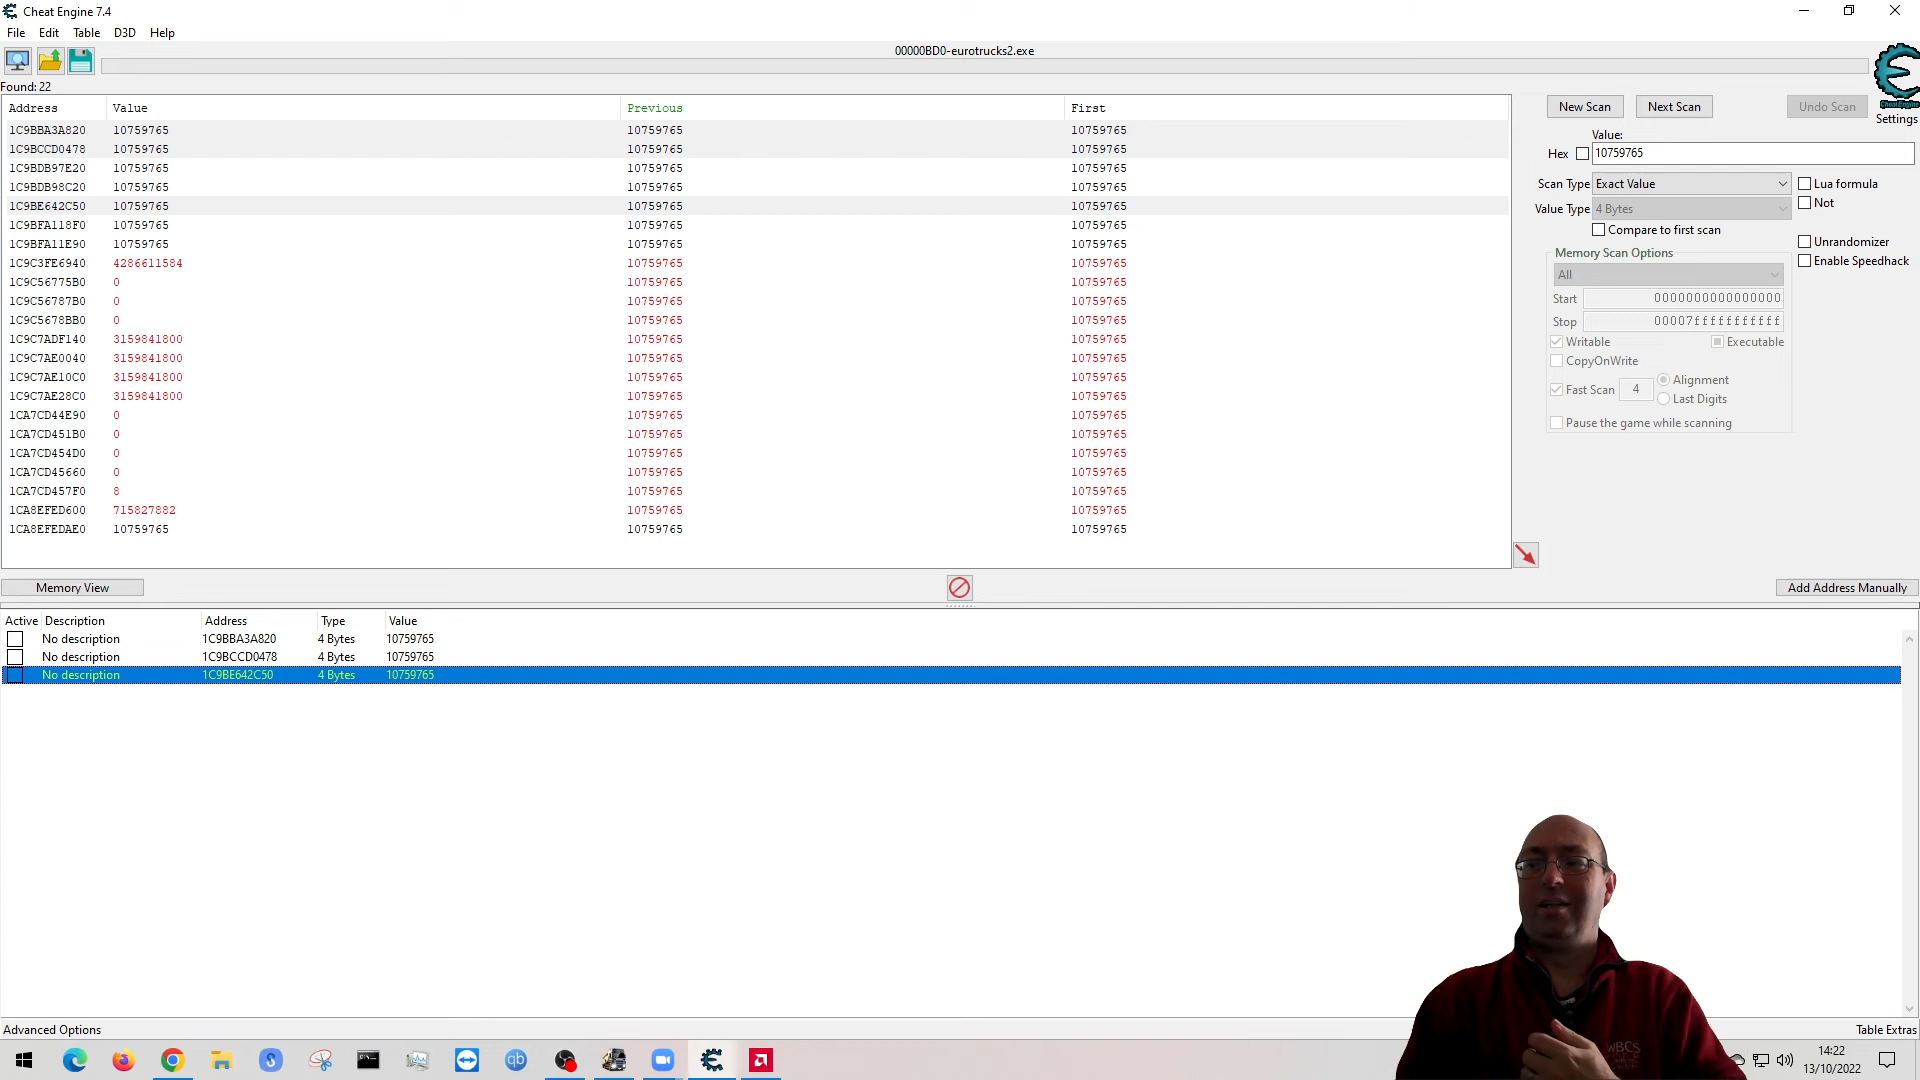 Cheat Engine 7.4
File Edit Table D3D Help
00000BD0-eurotrucks2.exe
Found: 22
Address Value Previous First
1C9BBA3A820 10759765 10759765 10759765
1C9BCCD0478 10759765 10759765 10759765
1C9BDB97E20 10759765 10759765 10759765
1C9BDB98C20 10759765 10759765 10759765
1C9BE642C50 10759765 10759765 10759765
1C9BFA118F0 10759765 10759765 10759765
1C9BFA11E90 10759765 10759765 10759765
1C9C3FE6940 4286611584 10759765 10759765
1C9C56775B0 0 10759765 10759765
1C9C56787B0 0 10759765 10759765
1C9C5678BB0 0 10759765 10759765
1C9C7ADF140 3159841800 10759765 10759765
1C9C7AE0040 3159841800 10759765 10759765
1C9C7AE10C0 3159841800 10759765 10759765
1C9C7AE28C0 3159841800 10759765 10759765
1CA7CD44E90 0 10759765 10759765
1CA7CD451B0 0 10759765 10759765
1CA7CD454D0 0 10759765 10759765
1CA7CD45660 0 10759765 10759765
1CA7CD457F0 8 10759765 10759765
1CA8EFED600 715827882 10759765 10759765
1CA8EFEDAE0 10759765 10759765 10759765
New Scan Next Scan Undo Scan
Cheat Engine
Settings
Value:
Hex 10759765
Scan Type Exact Value Lua formula
Not
Value Type 4 Bytes
Compare to first scan
Unrandomizer
Memory Scan Options
Enable Speedhack
All
Start 0000000000000000
Stop 00007fffffffffff
Writable Executable
CopyOnWrite
Fast Scan 4 Alignment
Last Digits
Pause the game while scanning
Memory View Add Address Manually
Active Description Address Type Value
No description 1C9BBA3A820 4 Bytes 10759765
No description 1C9BCCD0478 4 Bytes 10759765
No description 1C9BE642C50 4 Bytes 10759765
WBCS
Advanced Options Table Extras
qb
14:22
13/10/2022